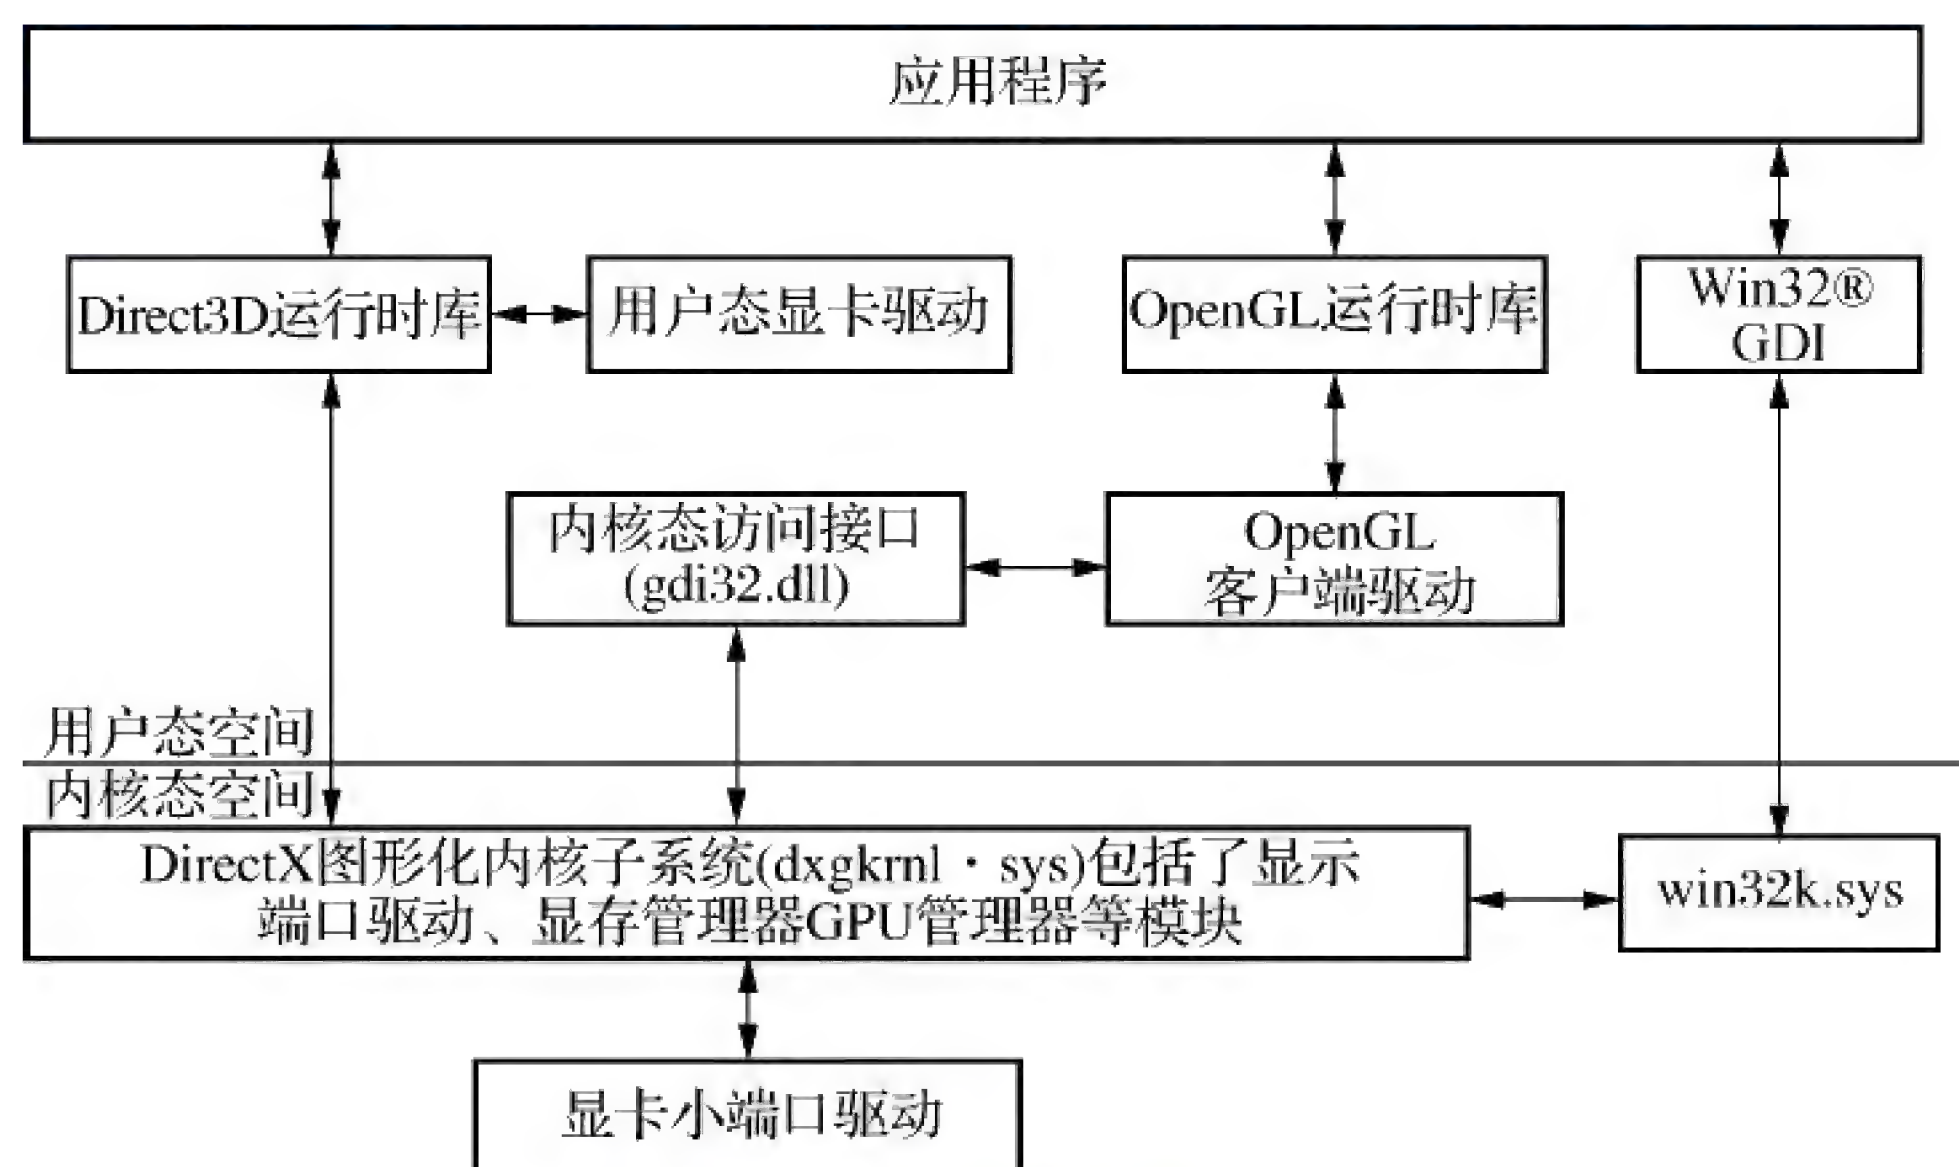 应用程序
Direct3D运行时库
用户态显卡驱动
OpenGL运行时库
Win32®
GDI
内核态访问接口
(gdi32.dll)
OpenGL
客户端驱动
用户态空间
内核态空间
DirectX图形化内核子系统(dxgkrnl·sys)包括了显示
端口驱动、显存管理器GPU管理器等模块
win32k.sys
显卡小端口驱动